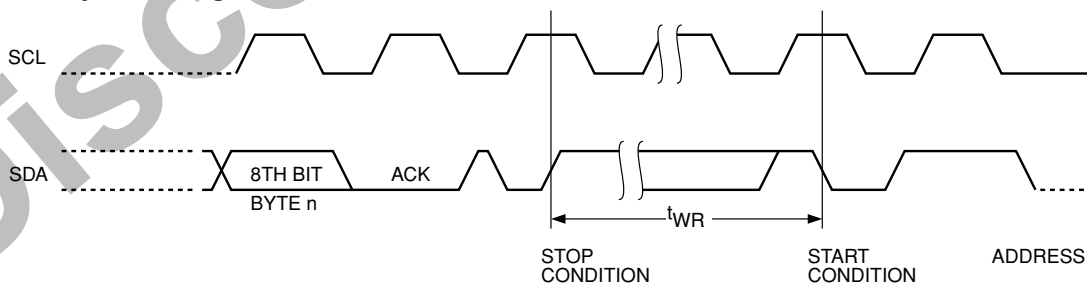 SCL
SDA
8TH BIT
ACK
BYTE n
tWR
STOP
CONDITION
START
CONDITION
ADDRESS